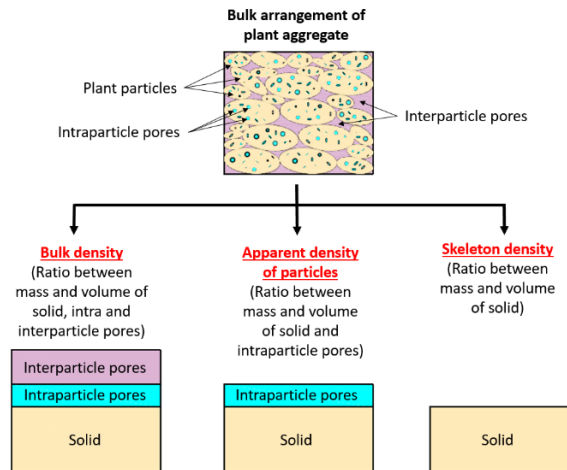 Bulk arrangement of
plant aggregate
Plant particles
Intraparticle pores
Interparticle pores
Bulk density
(Ratio between
mass and volume of
solid, intra and
interparticle pores)
Apparent density
of particles
(Ratio between
mass and volume
of solid and
intraparticle pores)
Skeleton density
(Ratio between
mass and volume
of solid)
Interparticle pores
Intraparticle pores
Solid
Intraparticle pores
Solid
Solid